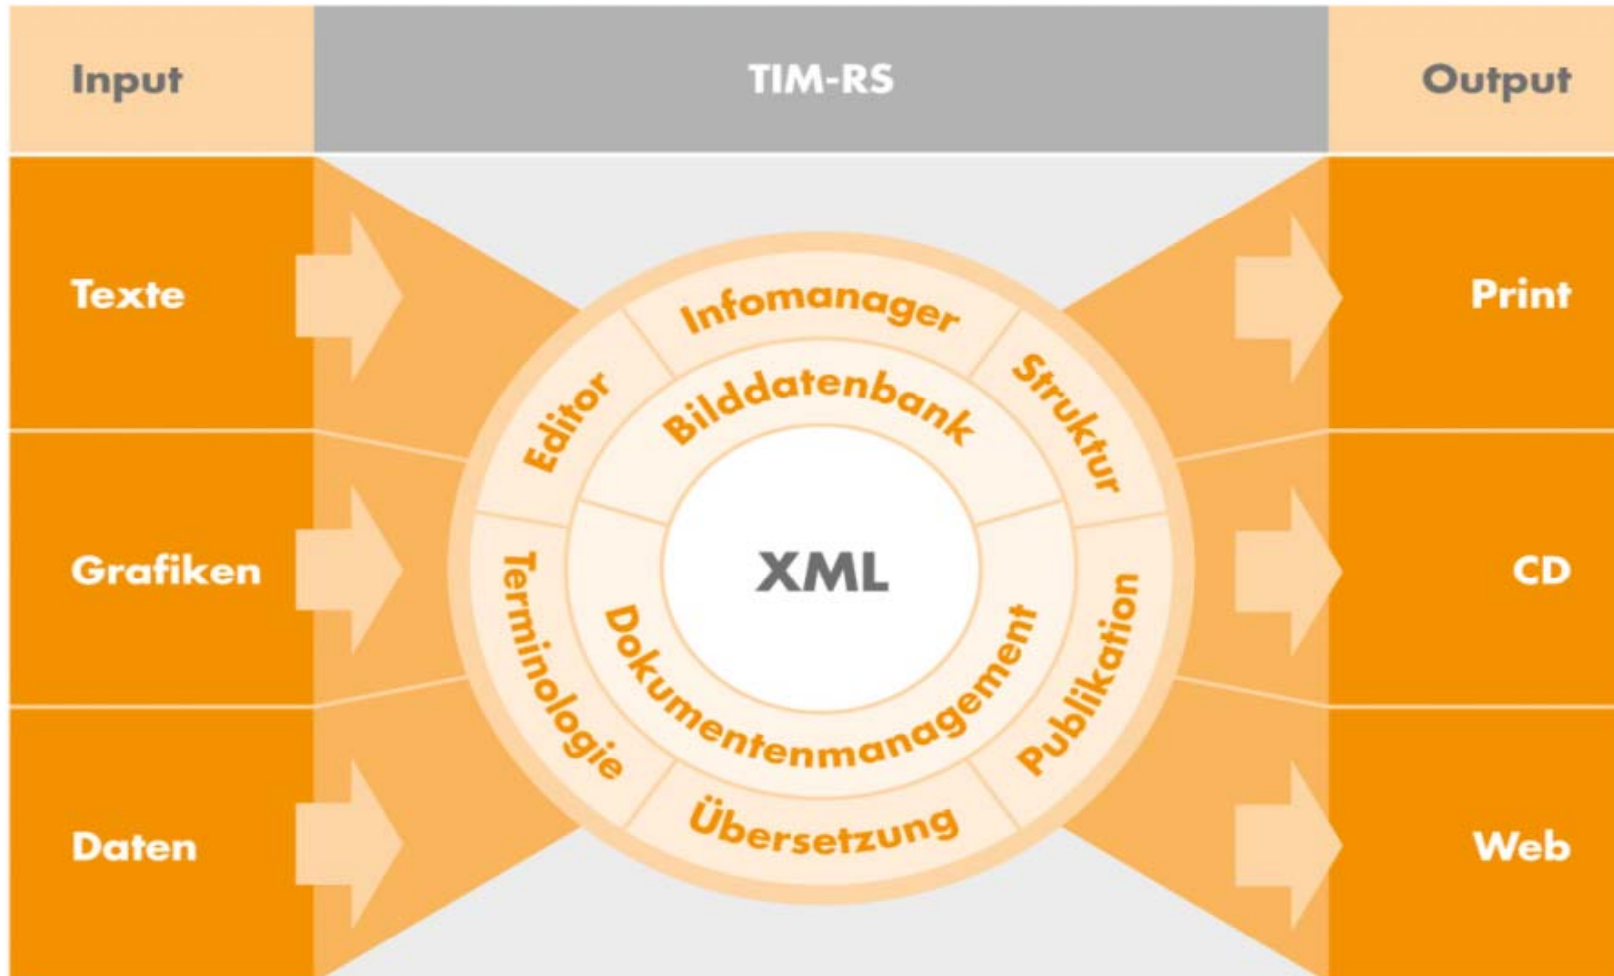 Input
TIM-RS
Output
Texte
Grafiken
Daten
Infomanager
Editor
Struktur
Bilddatenbank
XML
Terminologie
Dokumentenmanagement
Publikation
Übersetzung
Print
CD
Web